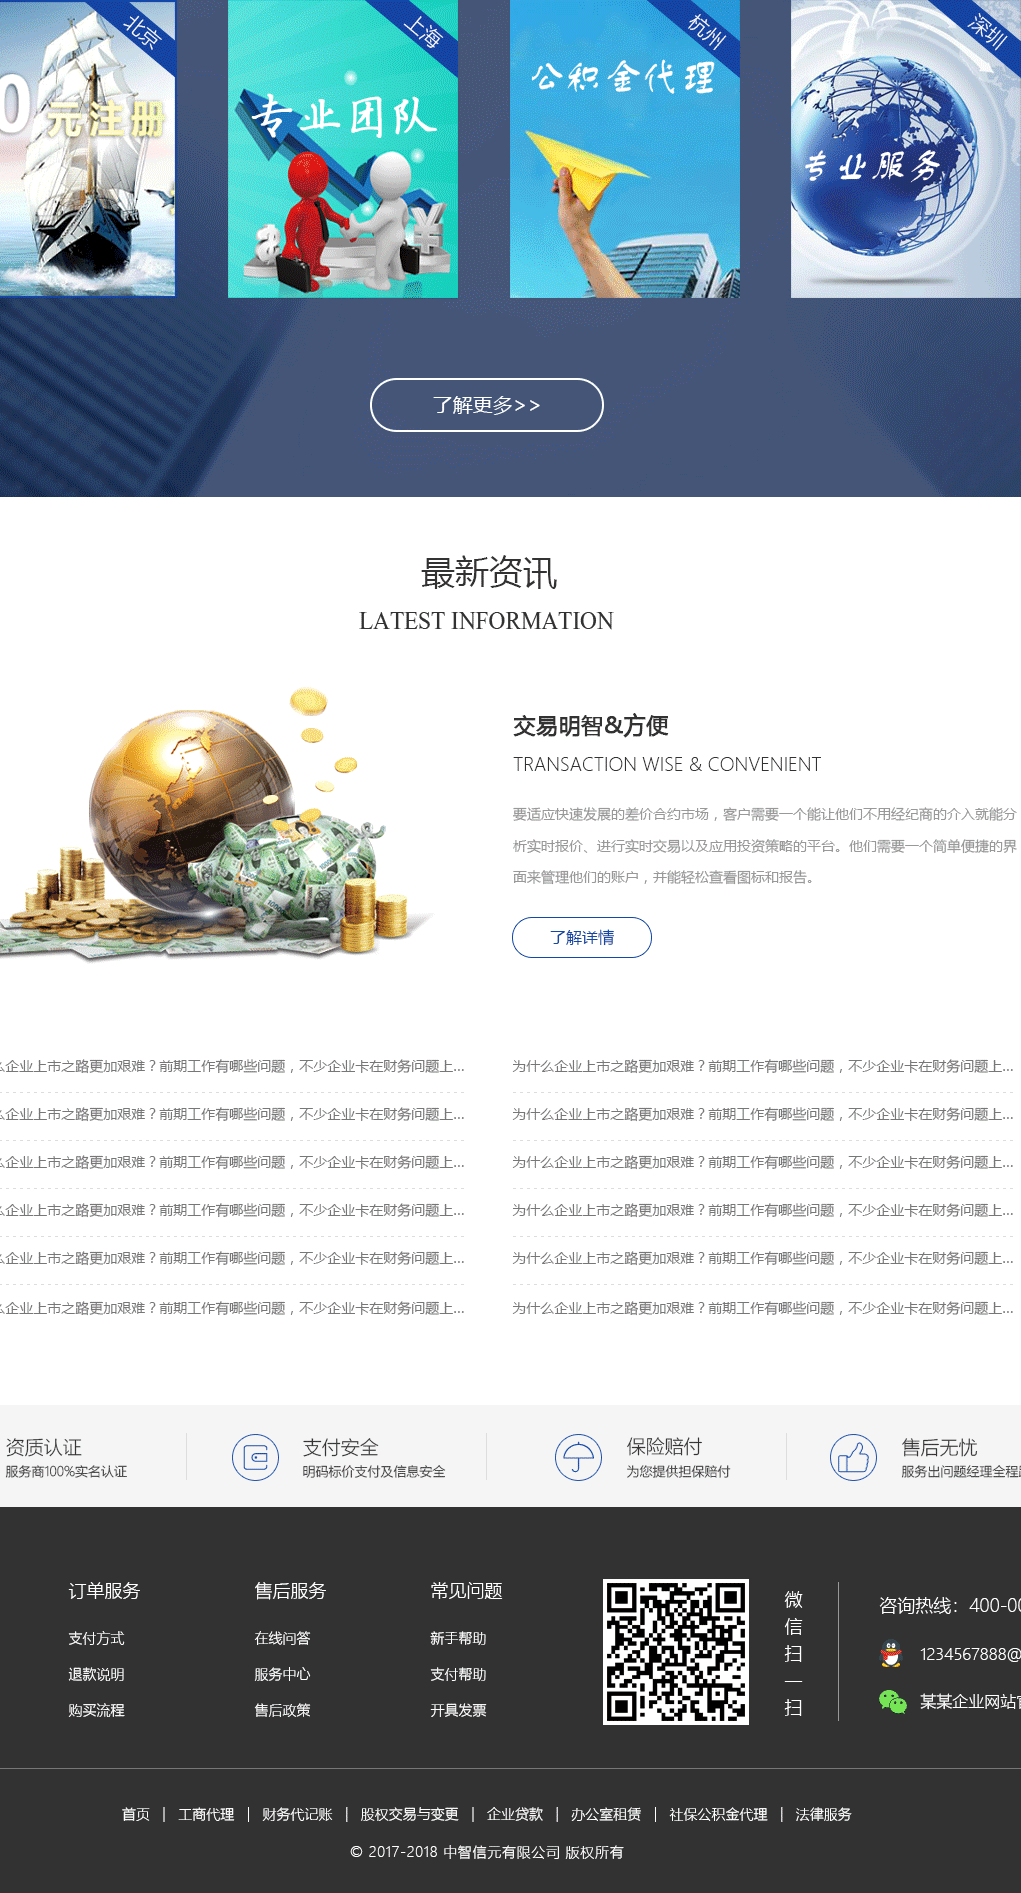 北京
上海
杭州
深圳
0元注册
专业团队
公积金代理
专业服务
了解更多>>
最新资讯
LATEST INFORMATION
交易明智&方便
TRANSACTION WISE & CONVENIENT
要适应快速发展的差价合约市场，客户需要一个能让他们不用经纪商的介入就能分
析实时报价、进行实时交易以及应用投资策略的平台。他们需要一个简单便捷的界
面来管理他们的账户，并能轻松查看图标和报告。
了解详情
企业上市之路更加艰难？前期工作有哪些问题，不少企业卡在财务问题上...
为什么企业上市之路更加艰难？前期工作有哪些问题，不少企业卡在财务问题上...
企业上市之路更加艰难？前期工作有哪些问题，不少企业卡在财务问题上...
为什么企业上市之路更加艰难？前期工作有哪些问题，不少企业卡在财务问题上...
企业上市之路更加艰难？前期工作有哪些问题，不少企业卡在财务问题上...
为什么企业上市之路更加艰难？前期工作有哪些问题，不少企业卡在财务问题上...
企业上市之路更加艰难？前期工作有哪些问题，不少企业卡在财务问题上...
为什么企业上市之路更加艰难？前期工作有哪些问题，不少企业卡在财务问题上...
企业上市之路更加艰难？前期工作有哪些问题，不少企业卡在财务问题上...
为什么企业上市之路更加艰难？前期工作有哪些问题，不少企业卡在财务问题上...
企业上市之路更加艰难？前期工作有哪些问题，不少企业卡在财务问题上...
为什么企业上市之路更加艰难？前期工作有哪些问题，不少企业卡在财务问题上...
资质认证
服务商100%实名认证
支付安全
明码标价支付及信息安全
保险赔付
为您提供担保赔付
售后无忧
服务出问题经理全程
订单服务
支付方式
退款说明
购买流程
售后服务
在线问答
服务中心
售后政策
常见问题
新手帮助
支付帮助
开具发票
微信扫一扫
咨询热线：400-00
1234567888@
某某企业网站
首页 | 工商代理 | 财务代记账 | 股权交易与变更 | 企业贷款 | 办公室租赁 | 社保公积金代理 | 法律服务
© 2017-2018 中智信元有限公司 版权所有